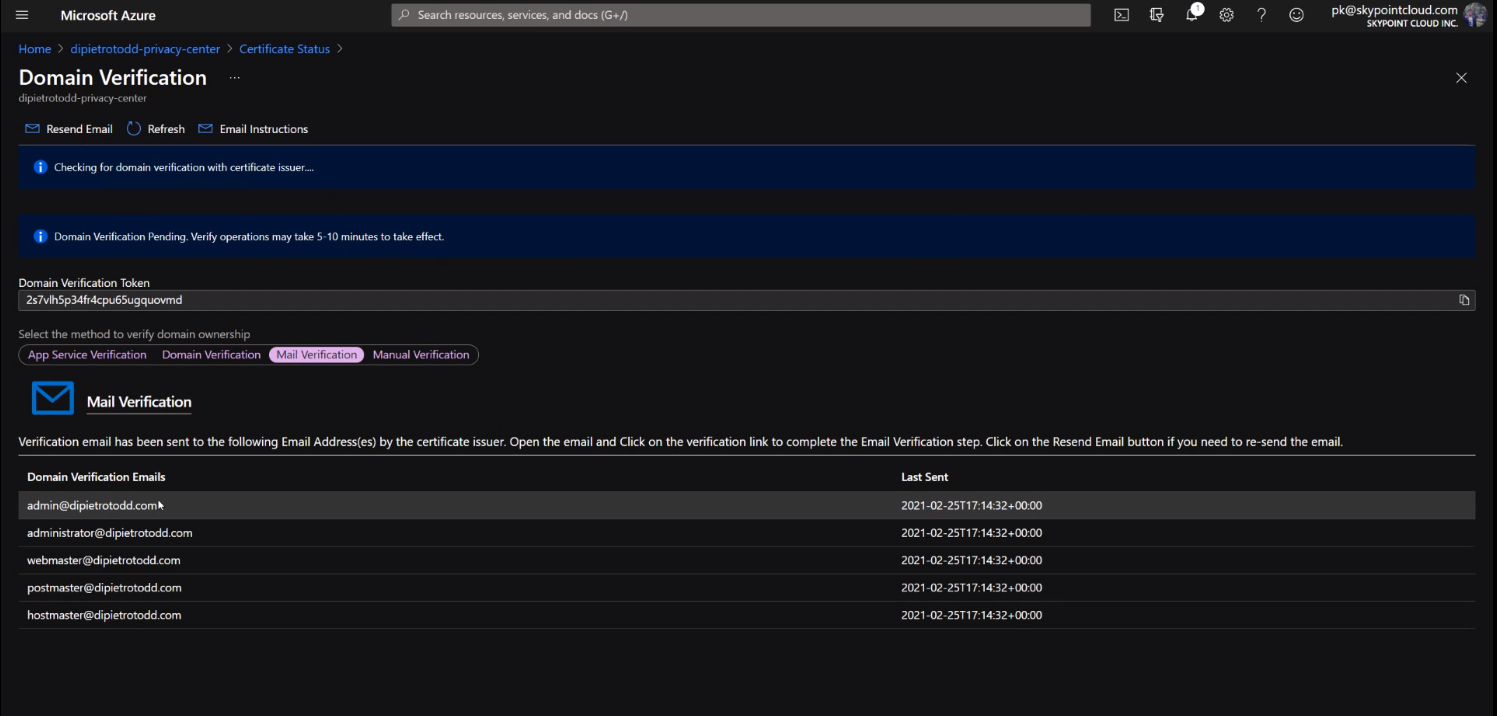 Microsoft Azure
Search resources, services, and docs (G+/)
1
pk@skypointcloud.com
SKYPOINT CLOUD INC.
Home > dipietrotodd-privacy-center > Certificate Status >
Domain Verification ...
dipietrotodd-privacy-center
Resend Email Refresh Email Instructions
Checking for domain verification with certificate issuer....
Domain Verification Pending. Verify operations may take 5-10 minutes to take effect.
Domain Verification Token
2s7vlh5p34fr4cpu65ugquovmd
Select the method to verify domain ownership
App Service Verification Domain Verification Mail Verification Manual Verification
Mail Verification
Verification email has been sent to the following Email Address(es) by the certificate issuer. Open the email and Click on the verification link to complete the Email Verification step. Click on the Resend Email button if you need to re-send the email.
Domain Verification Emails Last Sent
admin@dipietrotodd.com 2021-02-25T17:14:32+00:00
administrator@dipietrotodd.com 2021-02-25T17:14:32+00:00
webmaster@dipietrotodd.com 2021-02-25T17:14:32+00:00
postmaster@dipietrotodd.com 2021-02-25T17:14:32+00:00
hostmaster@dipietrotodd.com 2021-02-25T17:14:32+00:00